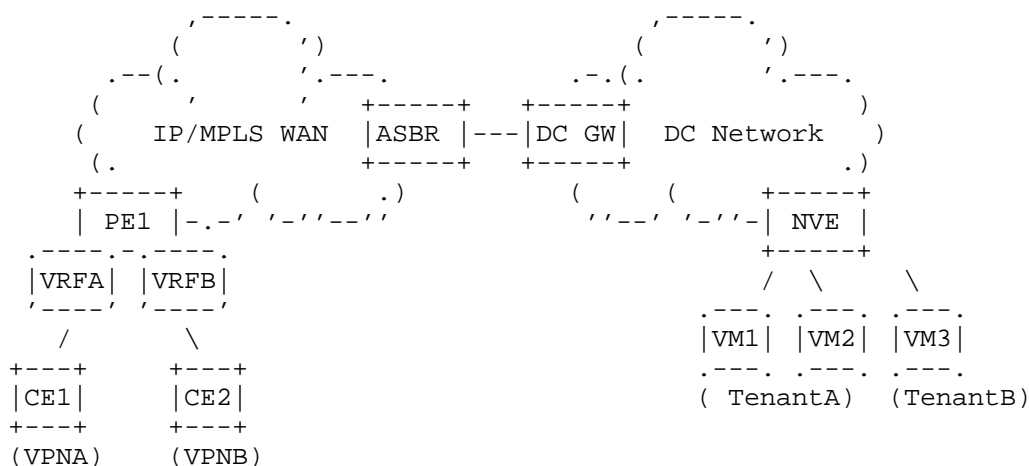 IP/MPLS WAN |ASBR |---|DC GW| DC Network
| PE1 | | NVE |
|VRFA| |VRFB|
|VM1| |VM2| |VM3|
|CE1| |CE2|
( TenantA) (TenantB)
(VPNA) (VPNB)